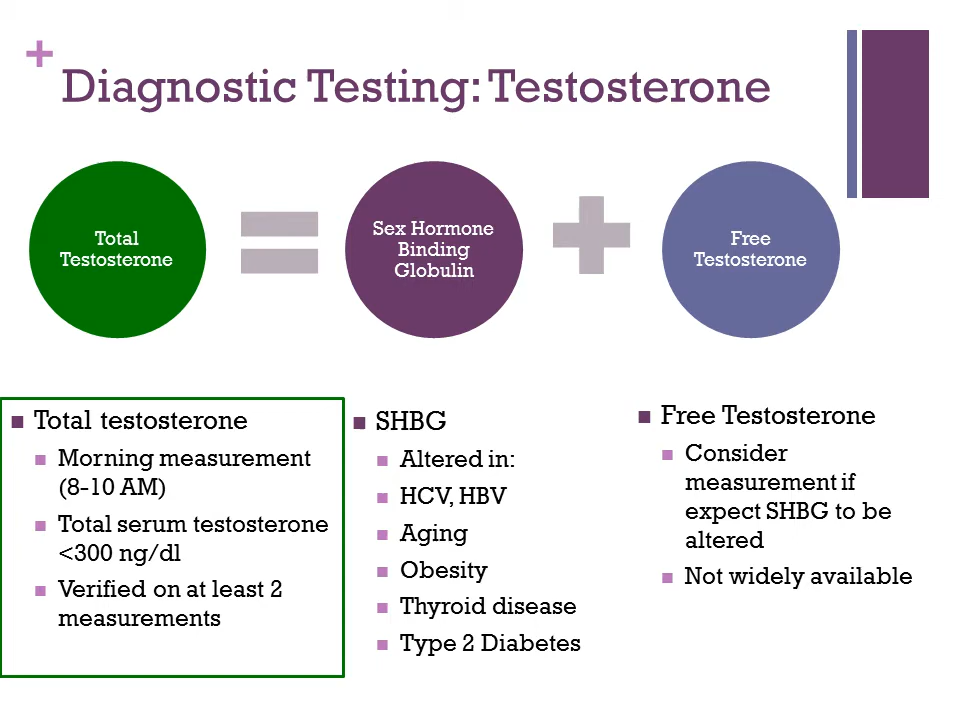 +
Diagnostic Testing: Testosterone
Total
Testosterone
Sex Hormone
Binding
Globulin
Free
Testosterone
Total testosterone
Morning measurement
(8-10 AM)
Total serum testosterone
<300 ng/dl
Verified on at least 2
measurements
SHBG
Altered in:
HCV, HBV
Aging
Obesity
Thyroid disease
Type 2 Diabetes
Free Testosterone
Consider
measurement if
expect SHBG to be
altered
Not widely available